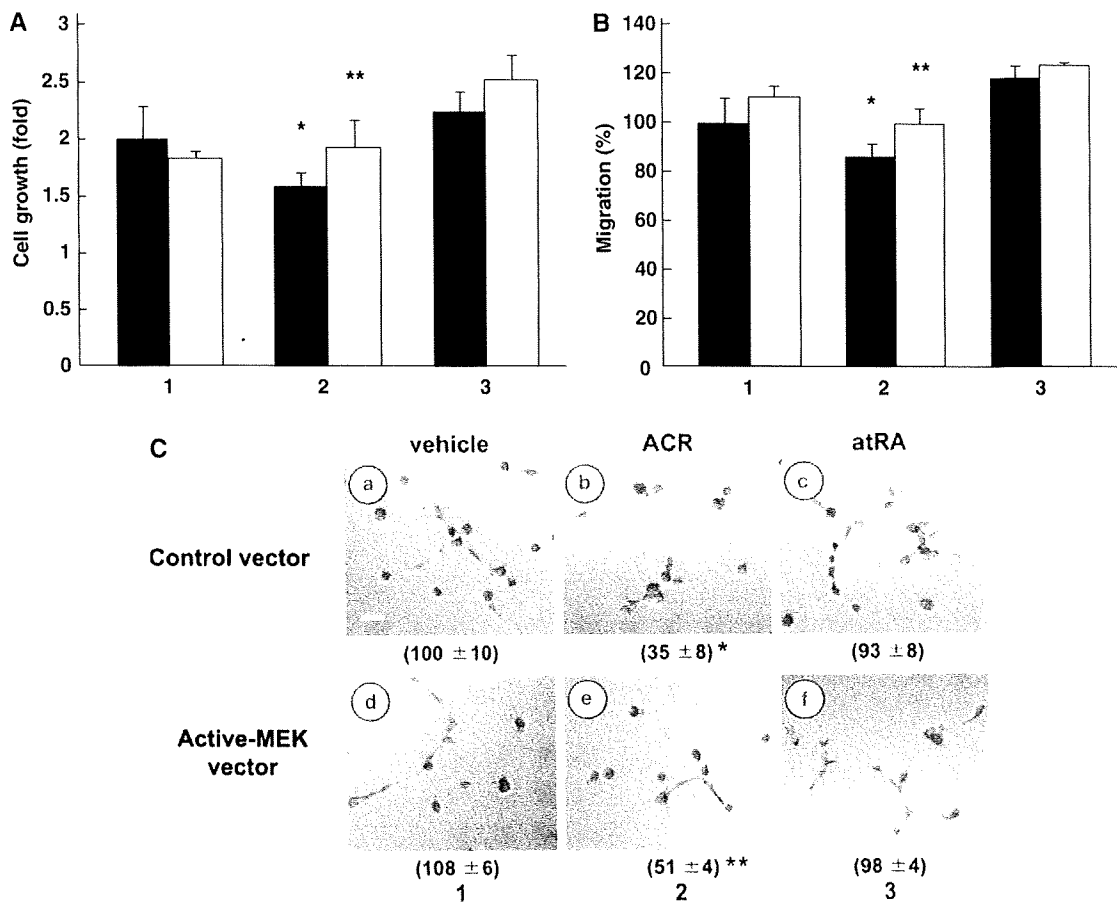 A
Cell growth (fold)
3
2.5
2
1.5
1
0.5
0
*
**
1
2
3
B
Migration (%)
140
120
100
80
60
40
20
0
*
**
1
2
3
C
vehicle
ACR
atRA
Control vector
a
b
c
(100 ±10)
(35 ±8) *
(93 ±8)
Active-MEK
vector
d
e
f
(108 ±6)
(51 ±4) **
(98 ±4)
1
2
3